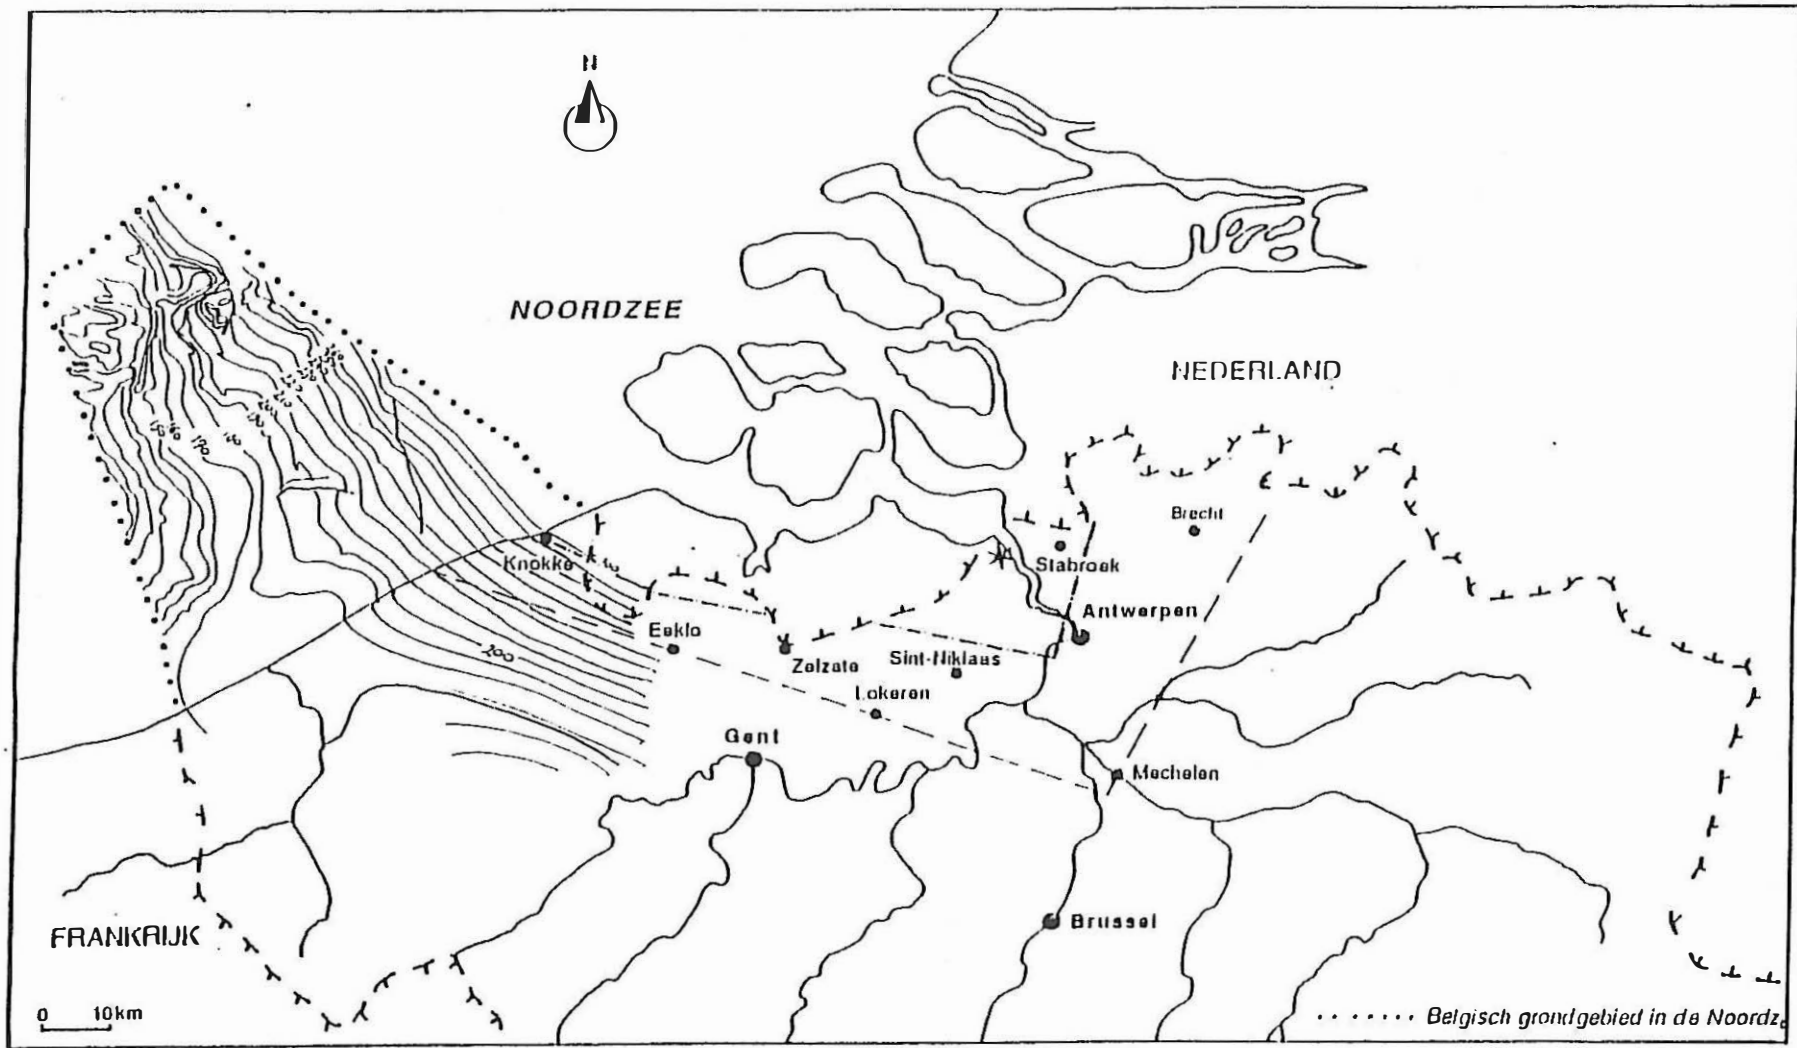 N
NOORDZEE
NEDERLAND
Brecht
Knokke
Stabroek
Antwerpen
Eeklo
Zelzate
Sint-Niklaas
Lokeren
200
Gent
Mechelen
Brussel
FRANKRIJK
0 10km
Belgisch grondgebied in de Noordz